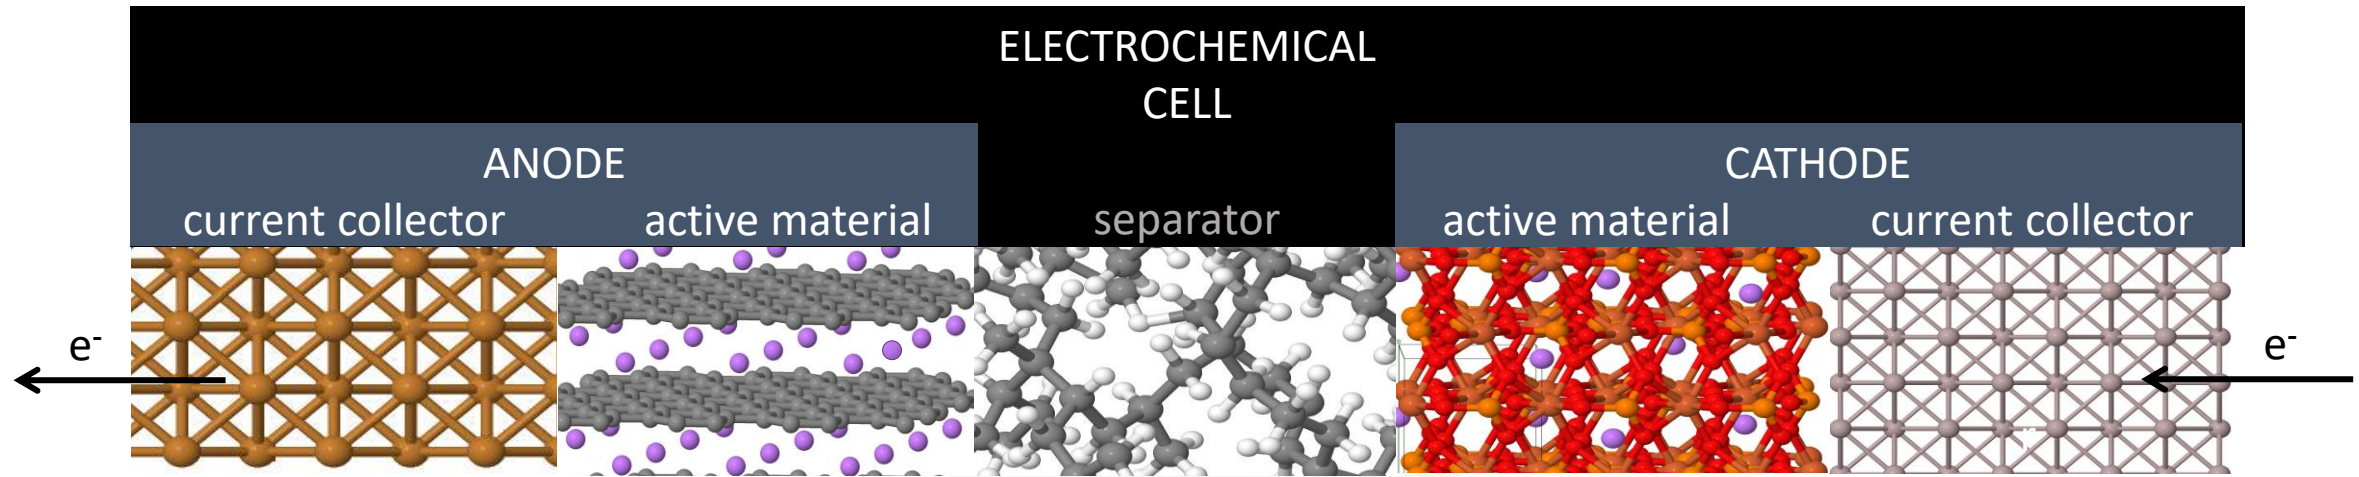 ELECTROCHEMICAL
CELL
ANODE
CATHODE
current collector
active material
separator
active material
current collector
e-
e-
r